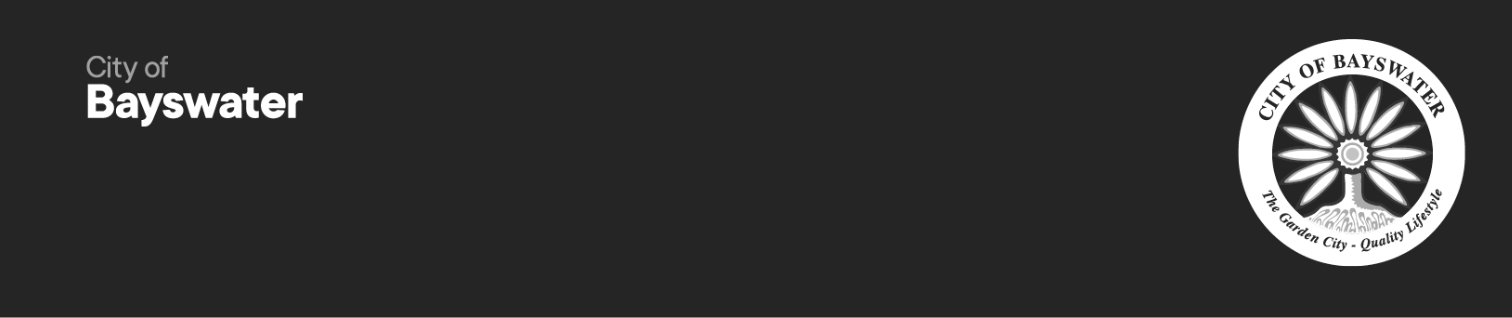 City of
Bayswater
CITY OF BAYSWATER
The Garden City - Quality Lifestyle